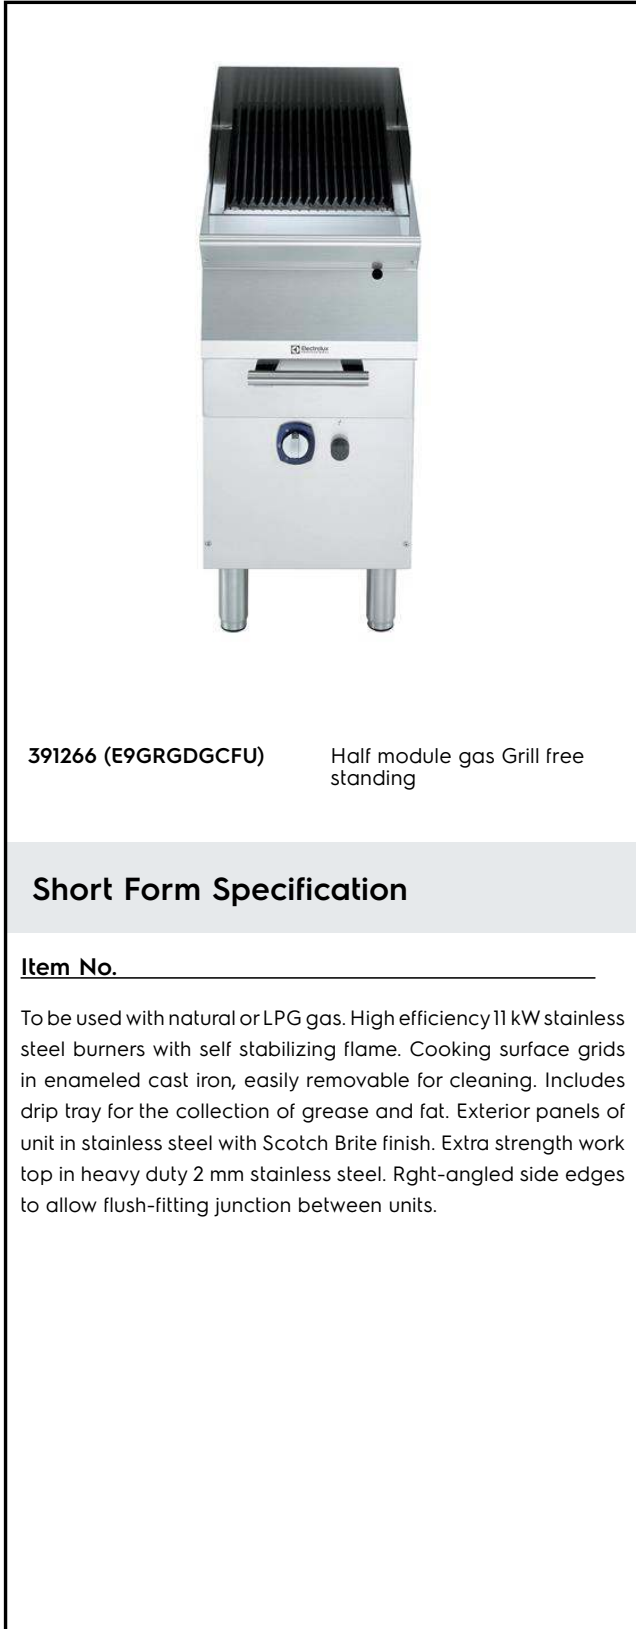 Electrolux
391266 (E9GRGDGCFU)
Half module gas Grill free
standing
Short Form Specification
Item No.
To be used with natural or LPG gas. High efficiency 11 kW stainless
steel burners with self stabilizing flame. Cooking surface grids
in enameled cast iron, easily removable for cleaning. Includes
drip tray for the collection of grease and fat. Exterior panels of
unit in stainless steel with Scotch Brite finish. Extra strength work
top in heavy duty 2 mm stainless steel. Rght-angled side edges
to allow flush-fitting junction between units.